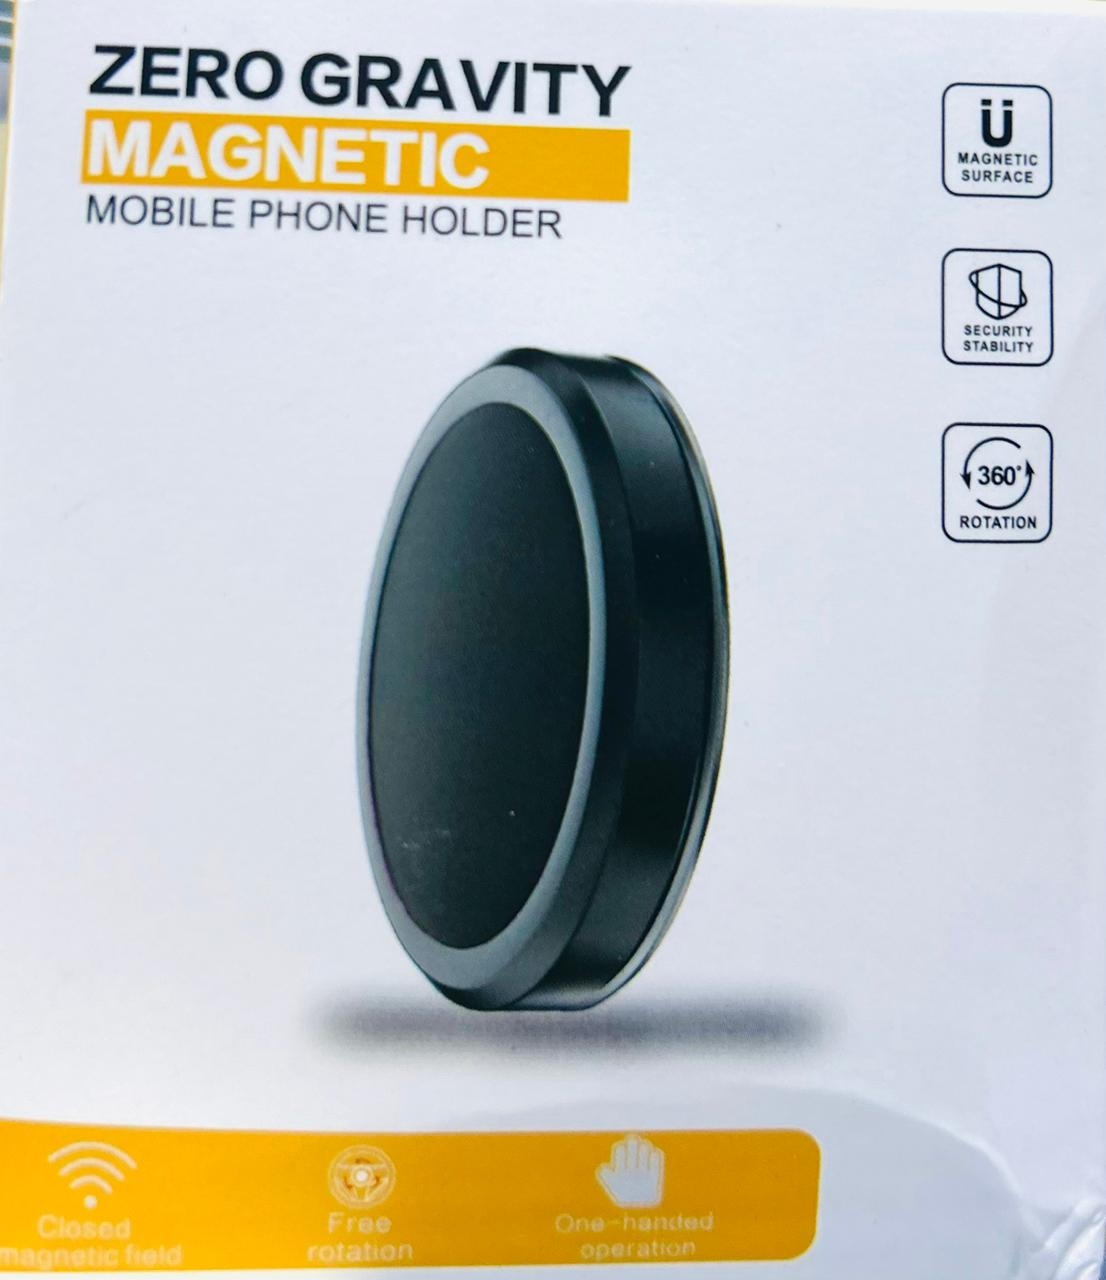 ZERO GRAVITY
MAGNETIC
MOBILE PHONE HOLDER
MAGNETIC
SURFACE
SECURITY
STABILITY
360°
ROTATION
Closed
magnetic field
Free
rotation
One-handed
operation